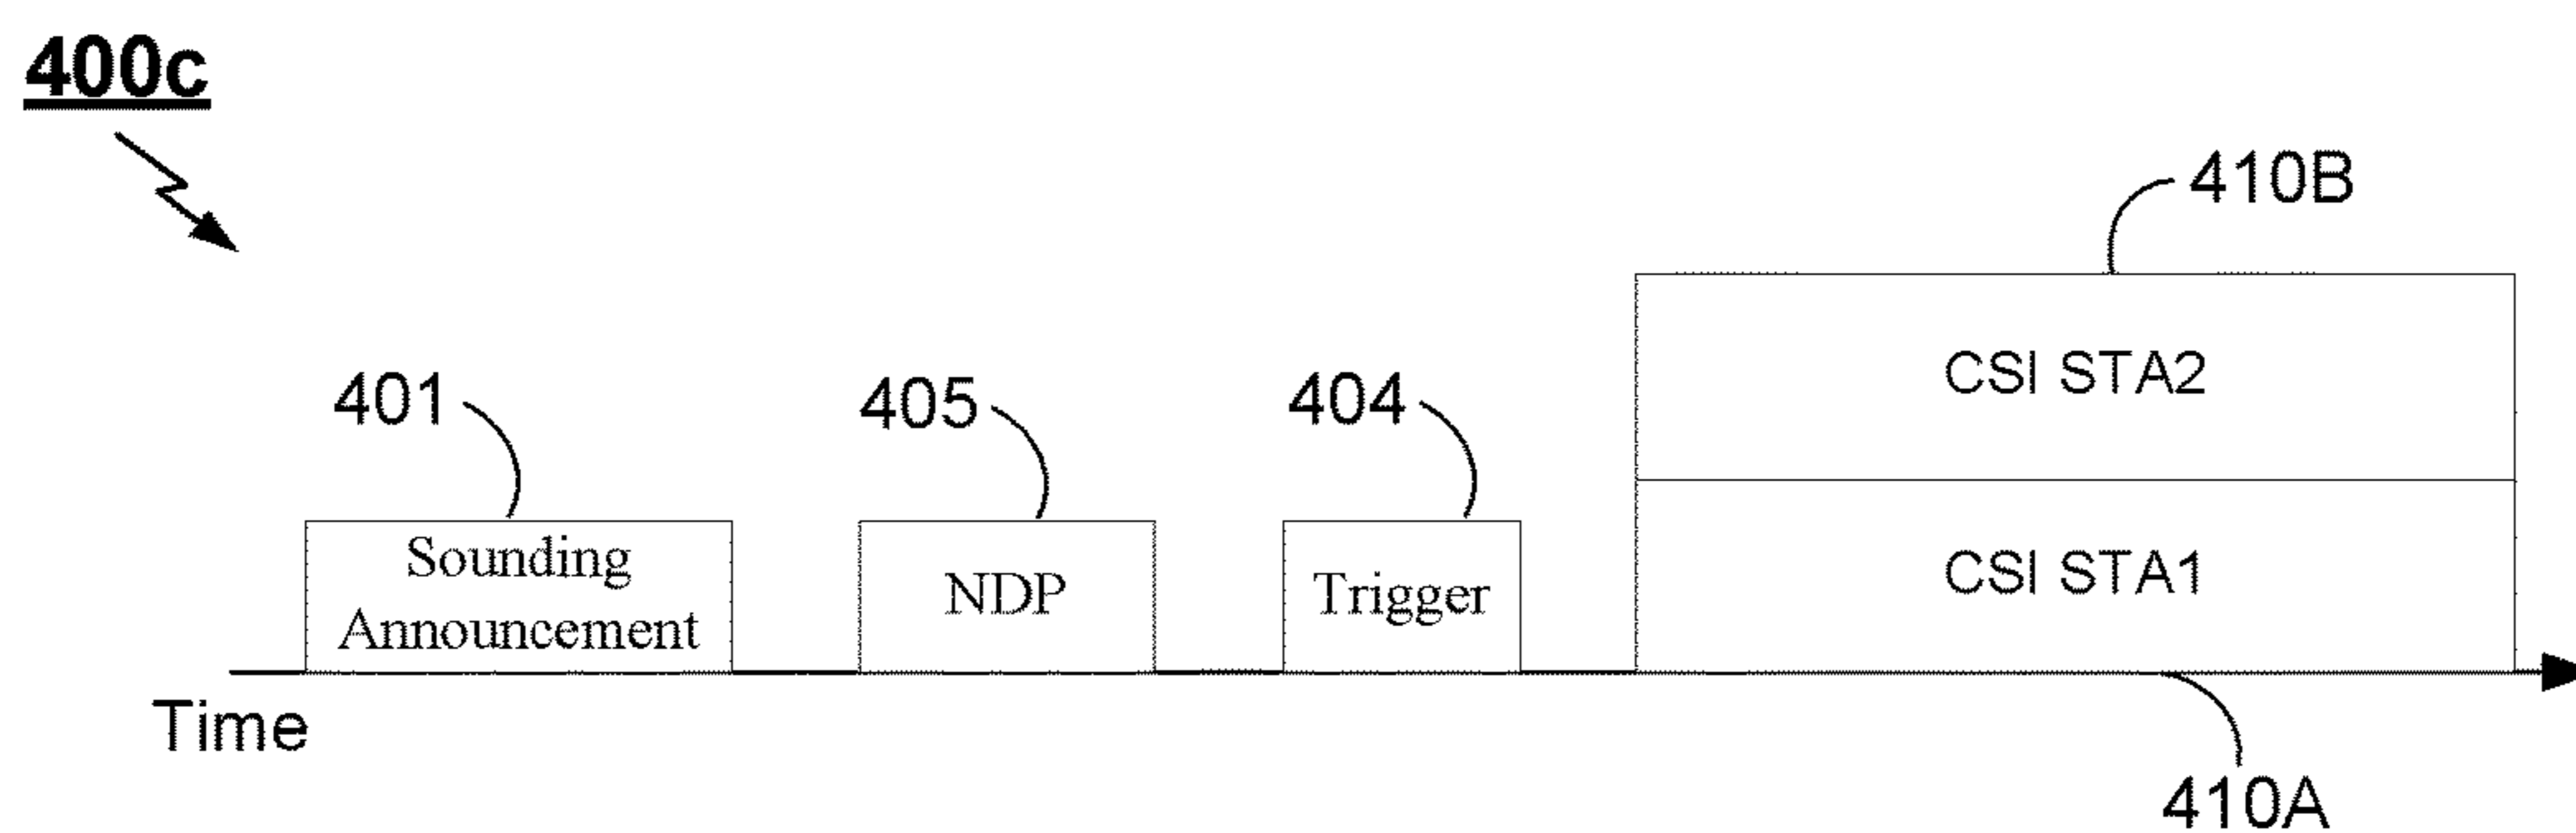 400c
410B
CSI STA2
401
405
404
Sounding
Announcement
NDP
Trigger
CSI STA1
Time
410A